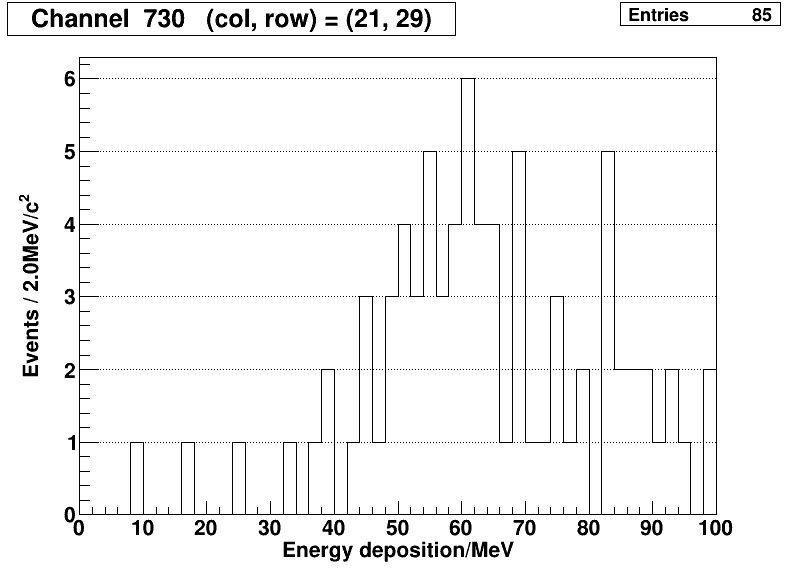 Channel 730 (col, row) = (21, 29)
Entries 85
Events / 2.0MeV/c²
6
5
4
3
2
1
0
0 10 20 30 40 50 60 70 80 90 100
Energy deposition/MeV